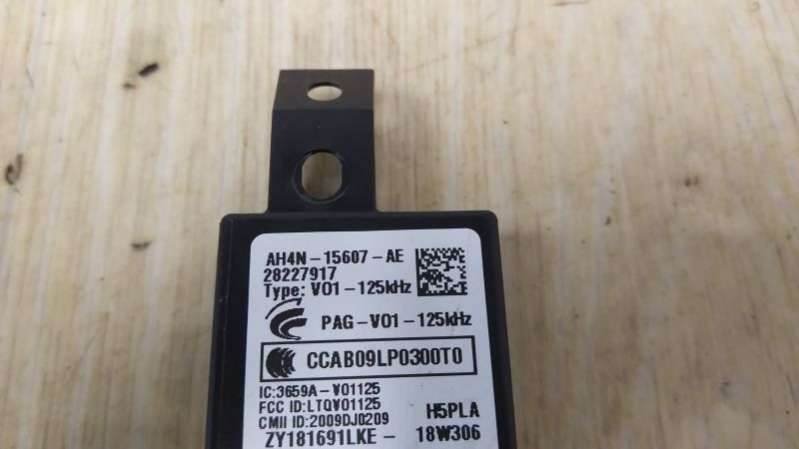 AH4N-15607-AE
28227917
Type: V01-125kHz
PAG-V01-125kHz
CCAB09LP0300T0
IC:3659A-V01125
FCC ID:LTQV01125
CMII ID:2009DJ0209 H5PLA
ZY181691LKE- 18W306